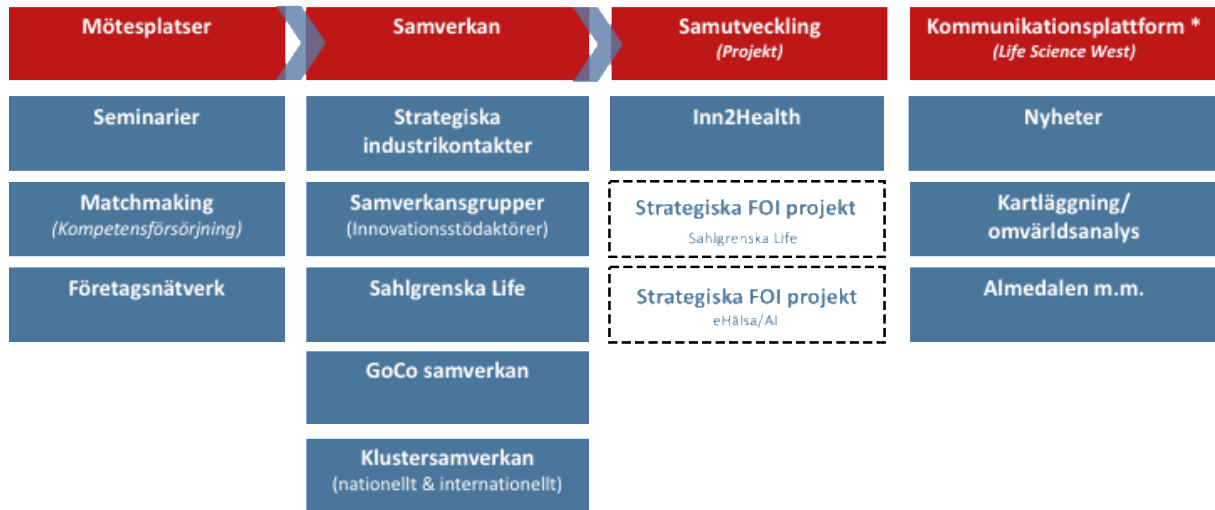 Mötesplatser
Samverkan
Samutveckling
(Projekt)
Kommunikationsplattform *
(Life Science West)
Seminarier
Strategiska
industrikontakter
Inn2Health
Nyheter
Matchmaking
(Kompetensförsörjning)
Samverkansgrupper
(Innovationsstödaktörer)
Strategiska FOI projekt
Sahlgrenska Life
Kartläggning/
omvärldsanalys
Företagsnätverk
Sahlgrenska Life
Strategiska FOI projekt
eHälsa/AI
Almedalen m.m.
GoCo samverkan
Klustersamverkan
(nationellt & internationellt)